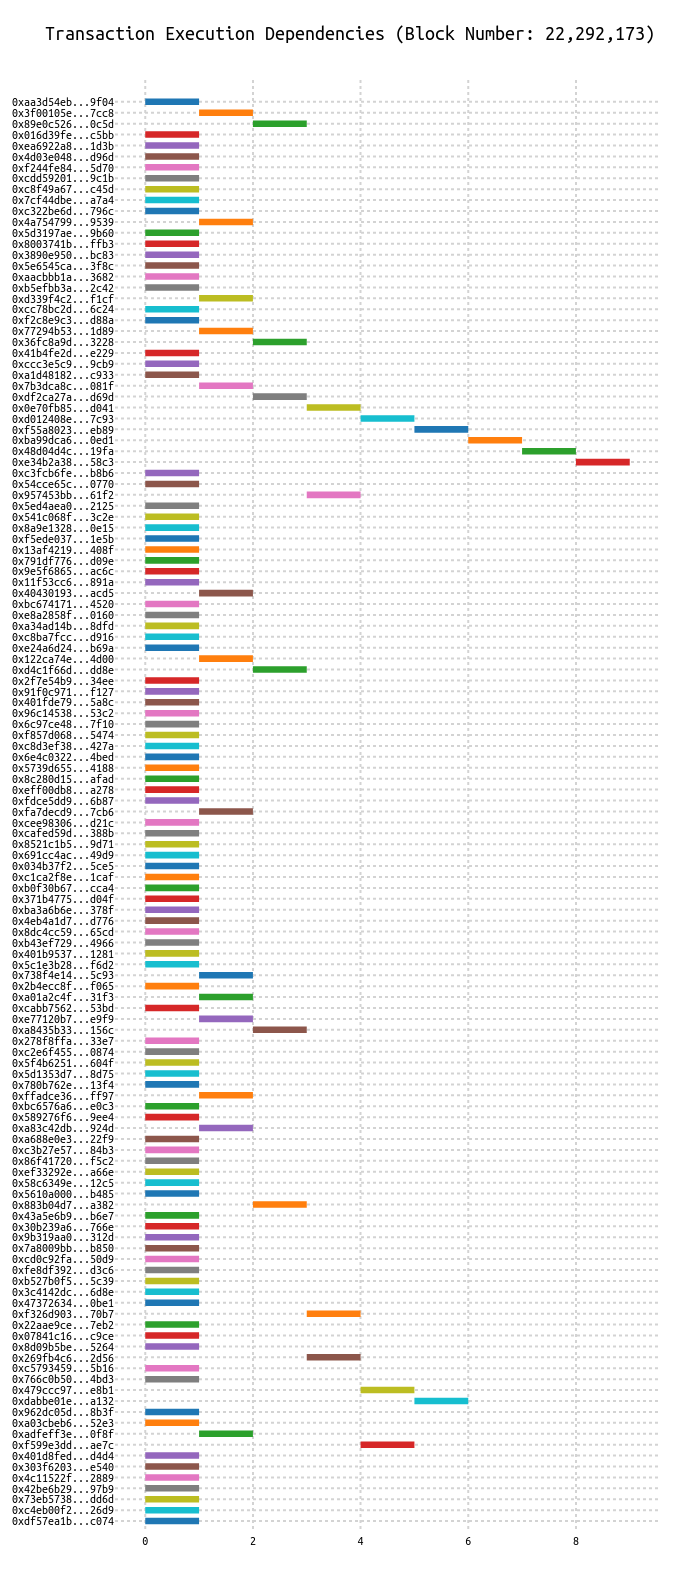 Transaction Execution Dependencies (Block Number: 22,292,173)
0xaa3d54eb...9f04
0x3f00105e...7cc8
0x89e0c526...0c5d
0x016d39fe...c5bb
0xea6922a8...1d3b
0x4d03e048...d96d
0xf244fe84...5d70
0xcdd59201...9c1b
0xc8f49a67...c45d
0x7cf44dbe...a7a4
0xc322be6d...796c
0x4a754799...9539
0x5d3197ae...9b60
0x8003741b...ffb3
0x3890e950...bc83
0x5e6545ca...3f8c
0xaacbbb1a...3682
0xb5efbb3a...2c42
0xd339f4c2...f1cf
0xcc78bc2d...6c24
0xf2c8e9c3...d88a
0x77294b53...1d89
0x36fc8a9d...3228
0x41b4fe2d...e229
0xccc3e5c9...9cb9
0xa1d48182...c933
0x7b3dca8c...081f
0xdf2ca27a...d69d
0x0e70fb85...d041
0xd012408e...7c93
0xf55a8023...eb89
0xba99dca6...0ed1
0x48d04d4c...19fa
0xe34b2a38...58c3
0xc3fcb6fe...b8b6
0x54cce65c...0770
0x957453bb...61f2
0x5ed4aea0...2125
0x541c068f...3c2e
0x8a9e1328...0e15
0xf5ede037...1e5b
0x13af4219...408f
0x791df776...d09e
0x9e5f6865...ac6c
0x11f53cc6...891a
0x40430193...acd5
0xbc674171...4520
0xe8a2858f...0160
0xa34ad14b...8dfd
0xc8ba7fcc...d916
0xe24a6d24...b69a
0x122ca74e...4d00
0xd4c1f66d...dd8e
0x2f7e54b9...34ee
0x91f0c971...f127
0x401fde79...5a8c
0x96c14538...53c2
0x6c97ce48...7f10
0xf857d068...5474
0xc8d3ef38...427a
0x6e4c0322...4bed
0x5739d655...4188
0x8c280d15...afad
0xeff00db8...a278
0xfdce5dd9...6b87
0xfa7decd9...7cb6
0xcee98306...d21c
0xcafed59d...388b
0x8521c1b5...9d71
0x691cc4ac...49d9
0x034b37f2...5ce5
0xc1ca2f8e...1caf
0xb0f30b67...cca4
0x371b4775...d04f
0xba3a6b6e...378f
0x4eb4a1d7...d776
0x8dc4cc59...65cd
0xb43ef729...4966
0x401b9537...1281
0x5c1e3b28...f6d2
0x738f4e14...5c93
0x2b4ecc8f...f065
0xa01a2c4f...31f3
0xcabb7562...53bd
0xe77120b7...e9f9
0xa8435b33...156c
0x278f8ffa...33e7
0xc2e6f455...0874
0x5f4b6251...604f
0x5d1353d7...8d75
0x780b762e...13f4
0xffadce36...ff97
0xbc6576a6...e0c3
0x589276f6...9ee4
0xa83c42db...924d
0xa688e0e3...22f9
0xc3b27e57...84b3
0x86f41720...f5c2
0xef33292e...a66e
0x58c6349e...12c5
0x5610a000...b485
0x883b04d7...a382
0x43a5e6b9...b6e7
0x30b239a6...766e
0x9b319aa0...312d
0x7a8009bb...b850
0xcd0c92fa...50d9
0xfe8df392...d3c6
0xb527b0f5...5c39
0x3c4142dc...6d8e
0x47372634...0be1
0xf326d903...70b7
0x22aae9ce...7eb2
0x07841c16...c9ce
0x8d09b5be...5264
0x269fb4c6...2d56
0xc5793459...5b16
0x766c0b50...4bd3
0x479ccc97...e8b1
0xdabbe01e...a132
0x962dc05d...8b3f
0xa03cbeb6...52e3
0xadfeff3e...0f8f
0xf599e3dd...ae7c
0x401d8fed...d4d4
0x303f6203...e540
0x4c11522f...2889
0x42be6b29...97b9
0x73eb5738...dd6d
0xc4eb00f2...26d9
0xdf57ea1b...c074
0 2 4 6 8